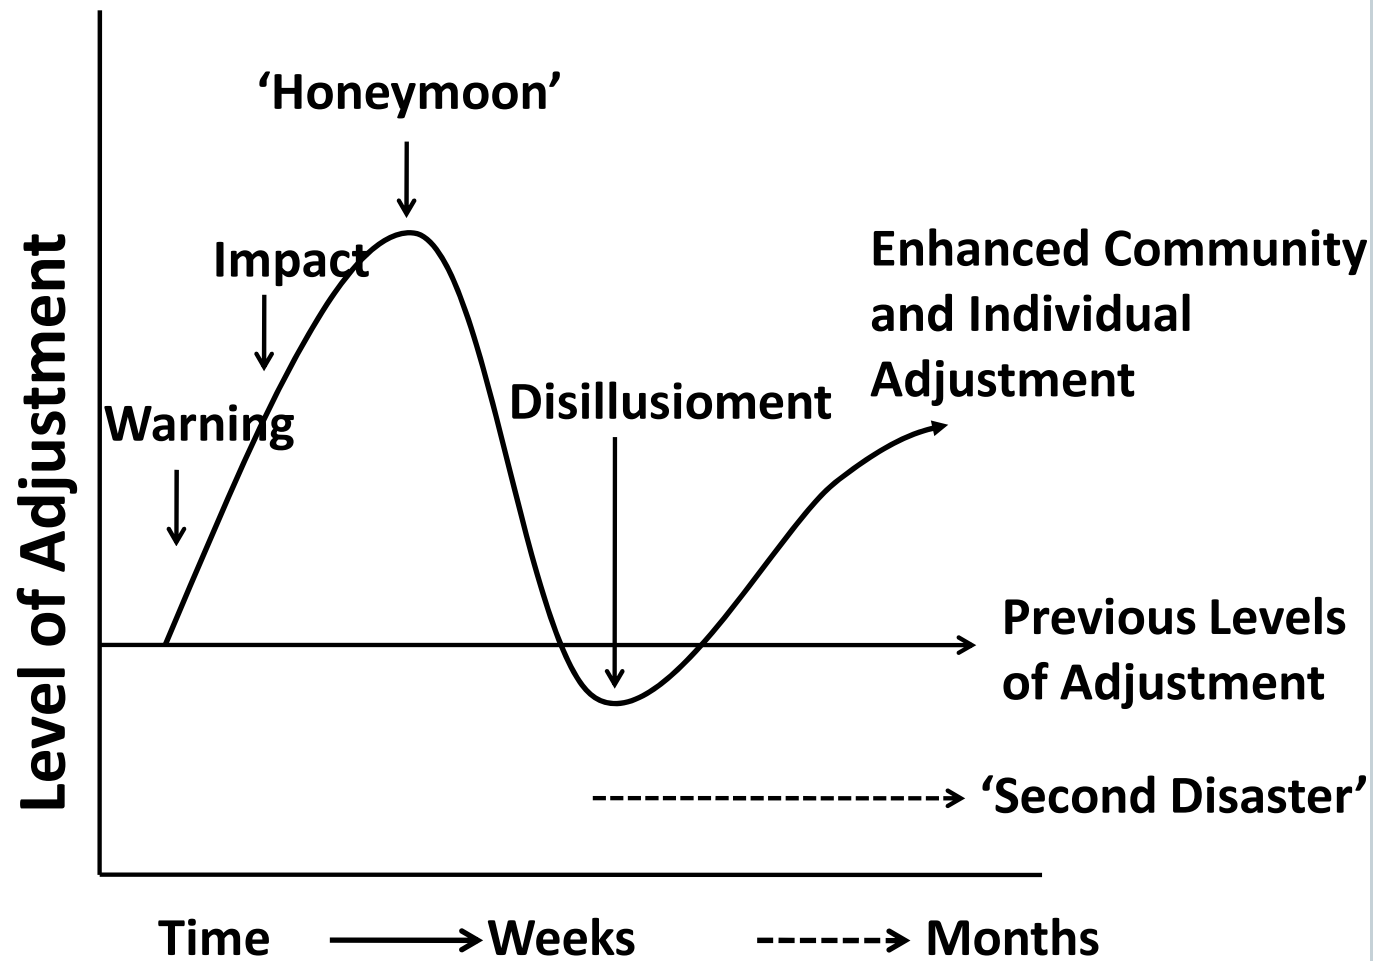 ‘Honeymoon’
Impact
Warning
Disillusioment
Enhanced Community
and Individual
Adjustment
Level of Adjustment
Previous Levels
of Adjustment
‘Second Disaster’
Time Weeks Months